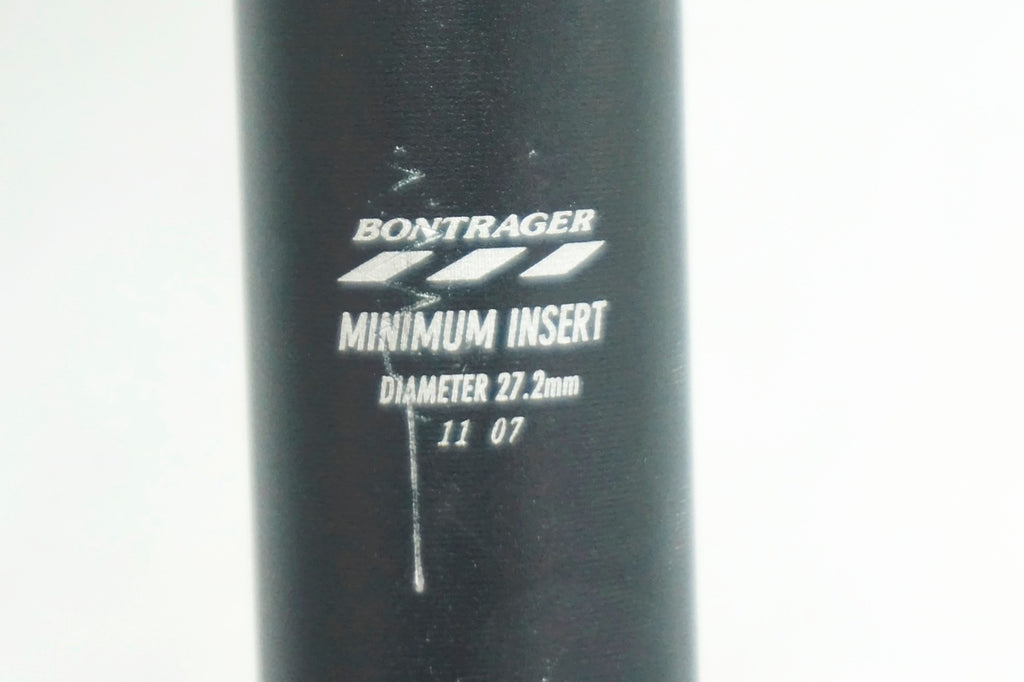 BONTRAGER
MINIMUM INSERT
DIAMETER 27.2mm
11 07